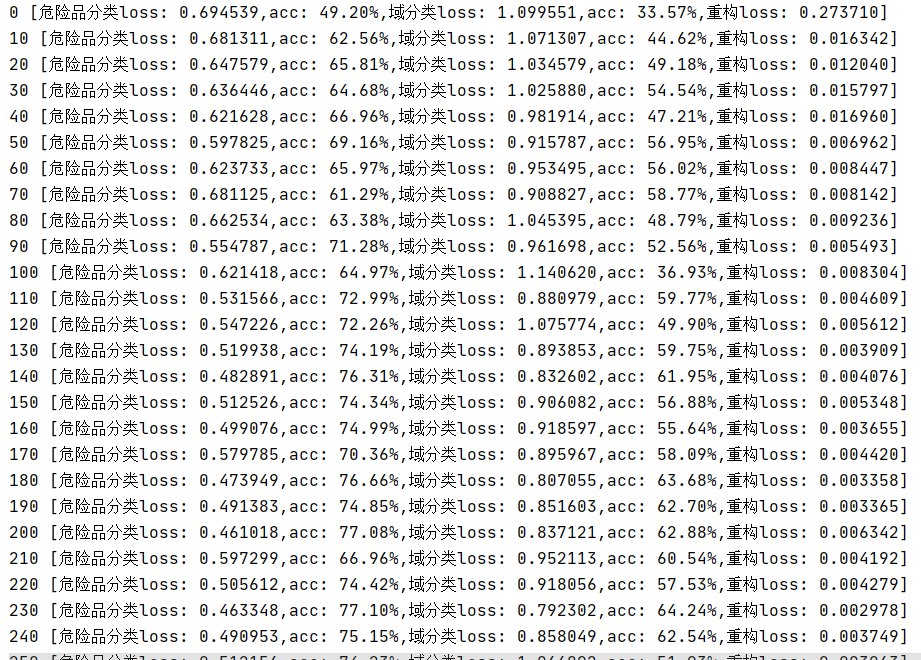 0 [危险品分类loss: 0.694539,acc: 49.20%,域分类loss: 1.099551,acc: 33.57%,重构loss: 0.273710]
10 [危险品分类loss: 0.681311,acc: 62.56%,域分类loss: 1.071307,acc: 44.62%,重构loss: 0.016342]
20 [危险品分类loss: 0.647579,acc: 65.81%,域分类loss: 1.034579,acc: 49.18%,重构loss: 0.012040]
30 [危险品分类loss: 0.636446,acc: 64.68%,域分类loss: 1.025880,acc: 54.54%,重构loss: 0.015797]
40 [危险品分类loss: 0.621628,acc: 66.96%,域分类loss: 0.981914,acc: 47.21%,重构loss: 0.016960]
50 [危险品分类loss: 0.597825,acc: 69.16%,域分类loss: 0.915787,acc: 56.95%,重构loss: 0.006962]
60 [危险品分类loss: 0.623733,acc: 65.97%,域分类loss: 0.953495,acc: 56.02%,重构loss: 0.008447]
70 [危险品分类loss: 0.681125,acc: 61.29%,域分类loss: 0.908827,acc: 58.77%,重构loss: 0.008142]
80 [危险品分类loss: 0.662534,acc: 63.38%,域分类loss: 1.045395,acc: 48.79%,重构loss: 0.009236]
90 [危险品分类loss: 0.554787,acc: 71.28%,域分类loss: 0.961698,acc: 52.56%,重构loss: 0.005493]
100 [危险品分类loss: 0.621418,acc: 64.97%,域分类loss: 1.140620,acc: 36.93%,重构loss: 0.008304]
110 [危险品分类loss: 0.531566,acc: 72.99%,域分类loss: 0.880979,acc: 59.77%,重构loss: 0.004609]
120 [危险品分类loss: 0.547226,acc: 72.26%,域分类loss: 1.075774,acc: 49.90%,重构loss: 0.005612]
130 [危险品分类loss: 0.519938,acc: 74.19%,域分类loss: 0.893853,acc: 59.75%,重构loss: 0.003909]
140 [危险品分类loss: 0.482891,acc: 76.31%,域分类loss: 0.832602,acc: 61.95%,重构loss: 0.004076]
150 [危险品分类loss: 0.512526,acc: 74.34%,域分类loss: 0.906082,acc: 56.88%,重构loss: 0.005348]
160 [危险品分类loss: 0.499076,acc: 74.99%,域分类loss: 0.918597,acc: 55.64%,重构loss: 0.003655]
170 [危险品分类loss: 0.579785,acc: 70.36%,域分类loss: 0.895967,acc: 58.09%,重构loss: 0.004420]
180 [危险品分类loss: 0.473949,acc: 76.66%,域分类loss: 0.807055,acc: 63.68%,重构loss: 0.003358]
190 [危险品分类loss: 0.491383,acc: 74.85%,域分类loss: 0.851603,acc: 62.70%,重构loss: 0.003365]
200 [危险品分类loss: 0.461018,acc: 77.08%,域分类loss: 0.837121,acc: 62.88%,重构loss: 0.006342]
210 [危险品分类loss: 0.597299,acc: 66.96%,域分类loss: 0.952113,acc: 60.54%,重构loss: 0.004192]
220 [危险品分类loss: 0.505612,acc: 74.42%,域分类loss: 0.918056,acc: 57.53%,重构loss: 0.004279]
230 [危险品分类loss: 0.463348,acc: 77.10%,域分类loss: 0.792302,acc: 64.24%,重构loss: 0.002978]
240 [危险品分类loss: 0.490953,acc: 75.15%,域分类loss: 0.858049,acc: 62.54%,重构loss: 0.003749]